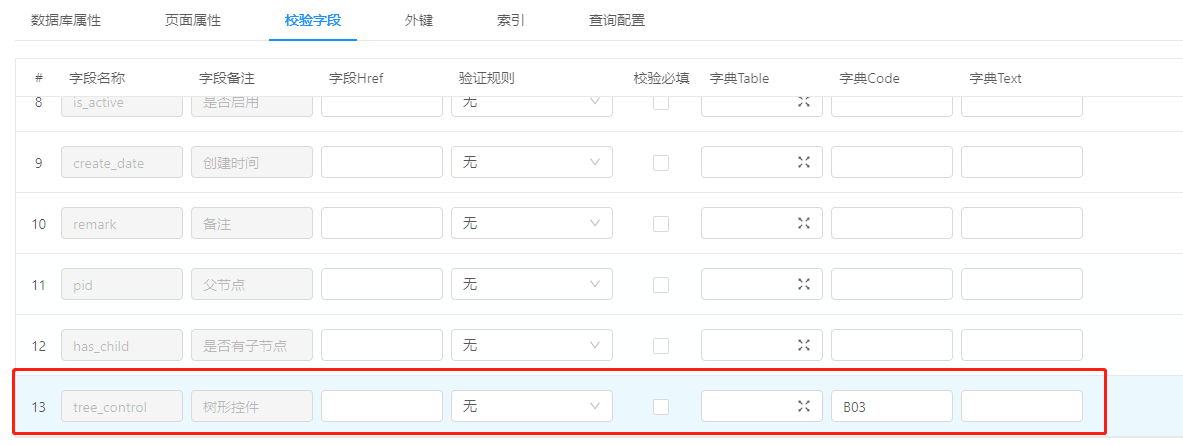 数据库属性 页面属性 校验字段 外键 索引 查询配置
# 字段名称 字段备注 字段Href 验证规则 校验必填 字典Table 字典Code 字典Text
8 is_active 是否启用 无
9 create_date 创建时间 无
10 remark 备注 无
11 pid 父节点 无
12 has_child 是否有子节点 无
13 tree_control 树形控件 无 B03